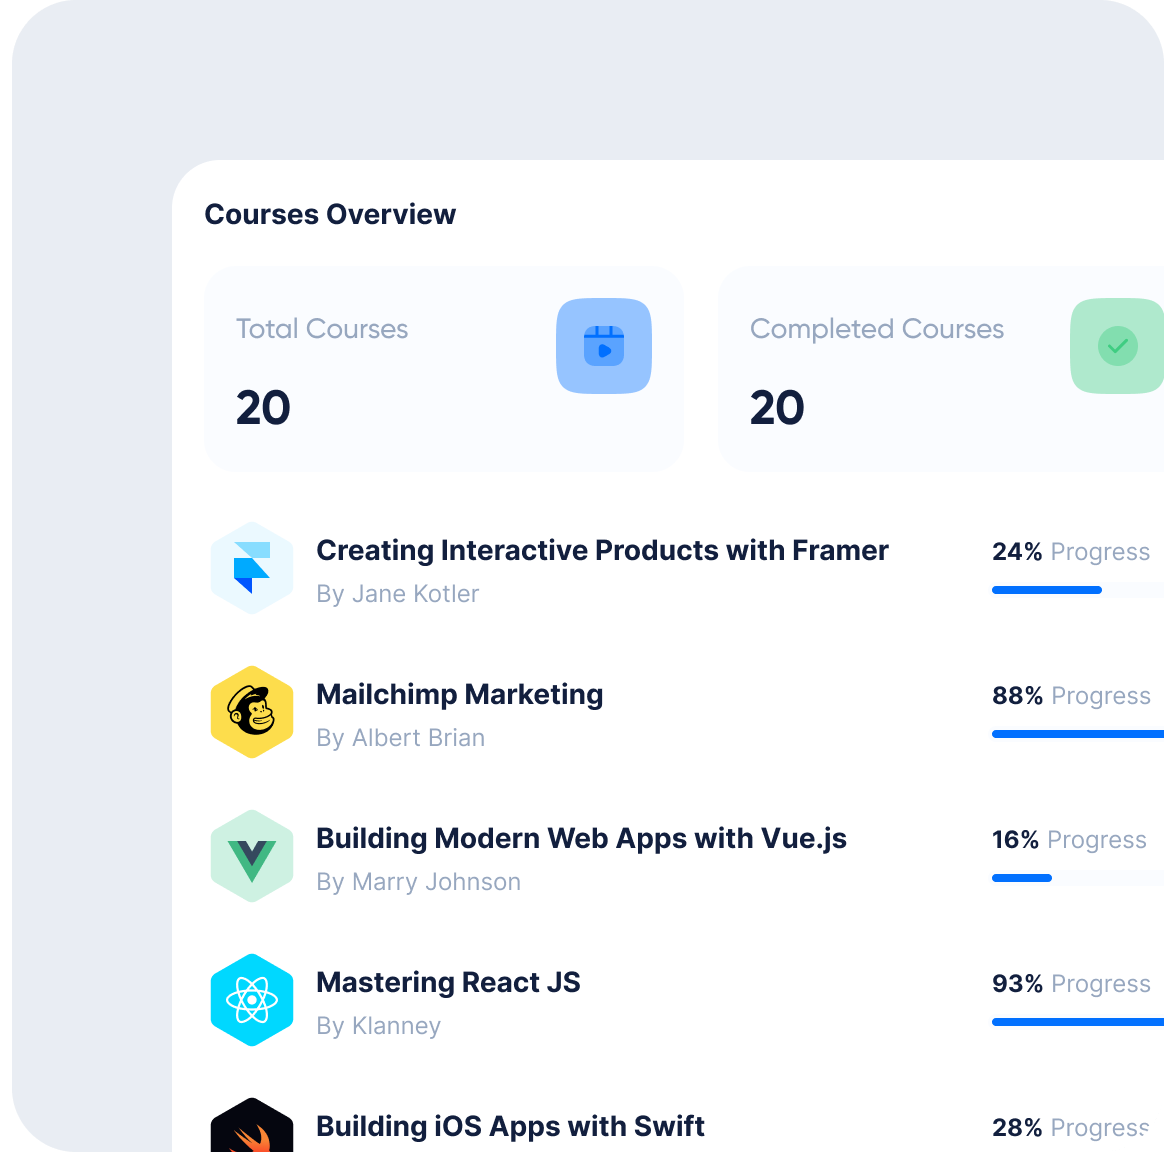 Courses Overview
Total Courses
20
Completed Courses
20
Creating Interactive Products with Framer
By Jane Kotler
24% Progress
Mailchimp Marketing
By Albert Brian
88% Progress
Building Modern Web Apps with Vue.js
By Marry Johnson
16% Progress
Mastering React JS
By Klanney
93% Progress
Building iOS Apps with Swift
28% Progress